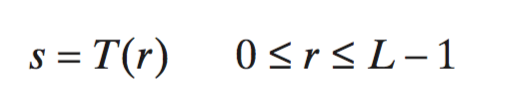 s = T(r) 0 ≤ r ≤ L − 1